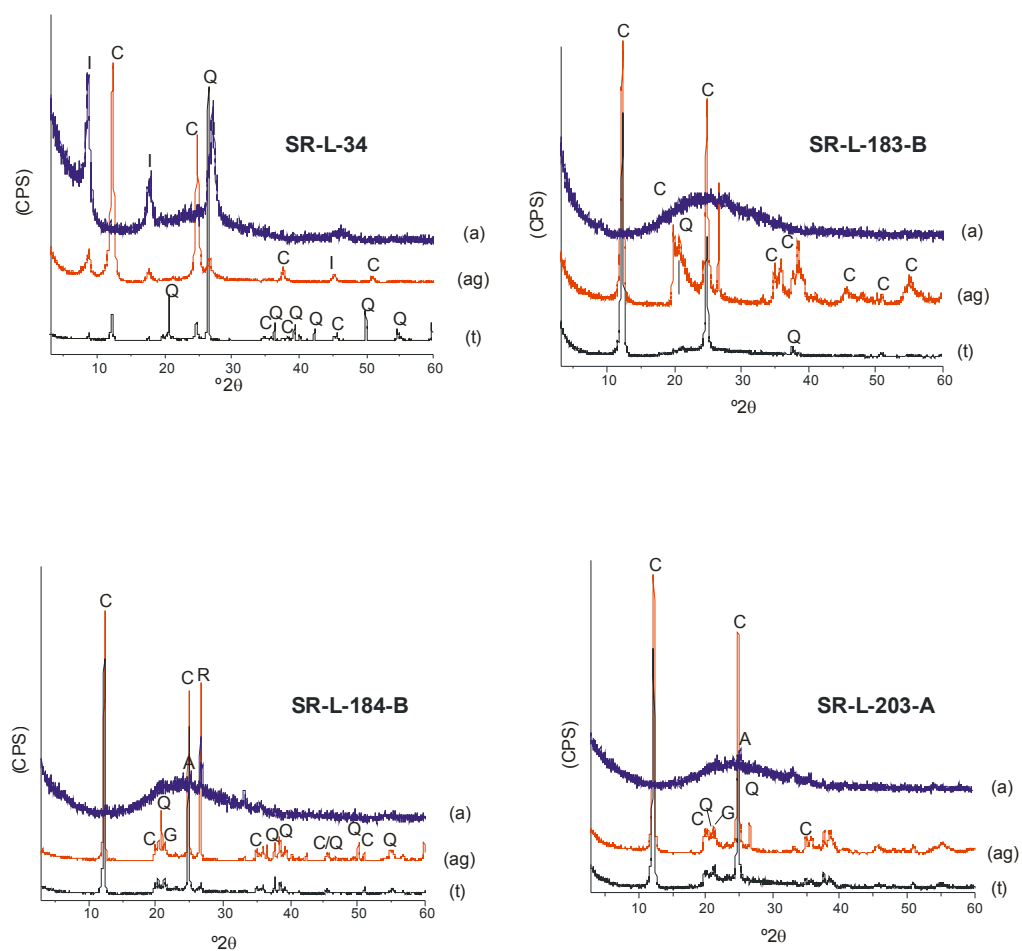 C
I
Q
C
SR-L-34
I
(CPS)
(a)
C I C (ag)
Q
Q Q Q
C C Q C Q (t)
10 20 30 40 50 60
º2θ
C
C
SR-L-183-B
C
Q
(CPS)
(a)
C C
C C C
(ag)
Q
(t)
10 20 30 40 50 60
º2θ
C
C R
SR-L-184-B
A
(CPS)
Q
(a)
C G C Q Q C/Q Q C Q
(ag)
(t)
10 20 30 40 50 60
º2θ
C
C
SR-L-203-A
A
(CPS)
Q
(a)
Q G
C C
(ag)
(t)
10 20 30 40 50 60
º2θ